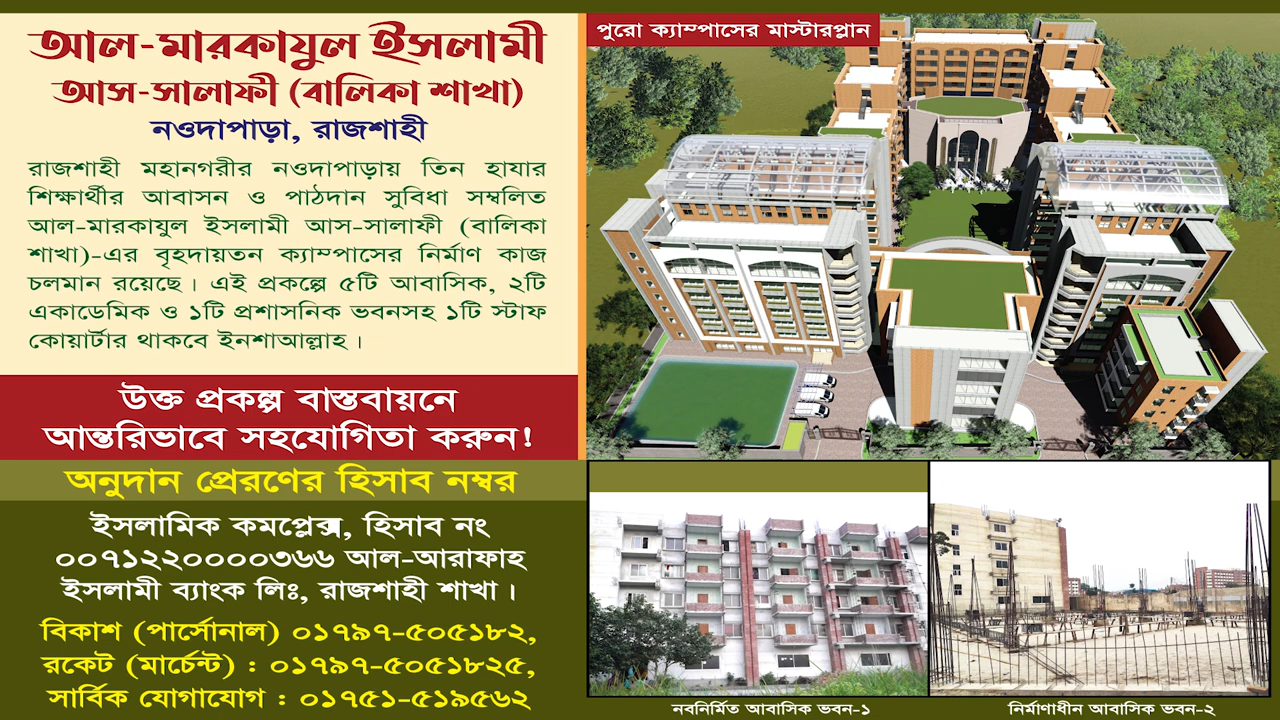 আল-মারকাযুল ইসলামী
আস-সালাফী (বালিকা শাখা)
নওদাপাড়া, রাজশাহী
রাজশাহী মহানগরীর নওদাপাড়ায় তিন হাযার
শিক্ষার্থীর আবাসন ও পাঠদান সুবিধা সম্বলিত
আল-মারকাযুল ইসলামী আস-সালাফী (বালিকা
শাখা)-এর বৃহদায়তন ক্যাম্পাসের নির্মাণ কাজ
চলমান রয়েছে। এই প্রকল্পে ৫টি আবাসিক, ২টি
একাডেমিক ও ১টি প্রশাসনিক ভবনসহ ১টি স্টাফ
কোয়ার্টার থাকবে ইনশাআল্লাহ।
উক্ত প্রকল্প বাস্তবায়নে
আন্তরিভাবে সহযোগিতা করুন!
অনুদান প্রেরণের হিসাব নম্বর
ইসলামিক কমপ্লেক্স, হিসাব নং
০০৭১২২০০০০৩৬৬ আল-আরাফাহ
ইসলামী ব্যাংক লিঃ, রাজশাহী শাখা।
বিকাশ (পার্সোনাল) ০১৭৯৭-৫০৫১৮২,
রকেট (মার্চেন্ট) : ০১৭৯৭-৫০৫১৮২৫,
সার্বিক যোগাযোগ : ০১৭৫১-৫১৯৫৬২
পুরো ক্যাম্পাসের মাস্টারপ্লান
নবনির্মিত আবাসিক ভবন-১
নির্মাণাধীন আবাসিক ভবন-২